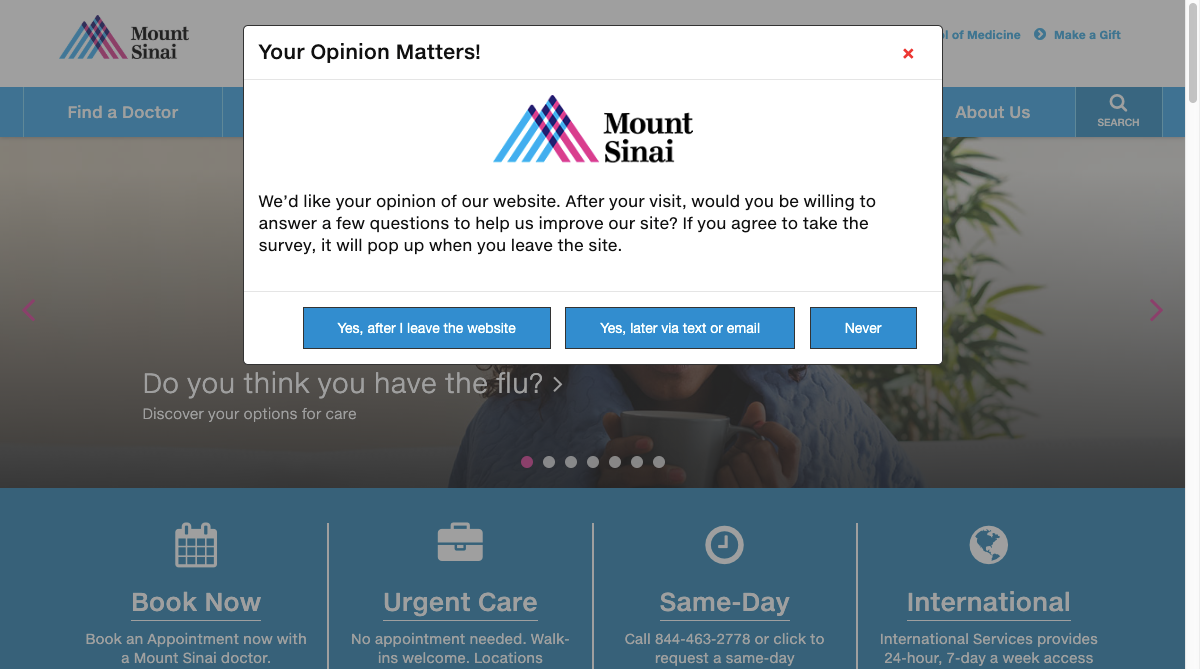 Mount
Sinai
ol of Medicine
Make a Gift
Find a Doctor
About Us
SEARCH
Your Opinion Matters!
Mount
Sinai
We'd like your opinion of our website. After your visit, would you be willing to
answer a few questions to help us improve our site? If you agree to take the
survey, it will pop up when you leave the site.
Yes, after I leave the website
Yes, later via text or email
Never
Do you think you have the flu?
Discover your options for care
Book Now
Book an Appointment now with
a Mount Sinai doctor.
Urgent Care
No appointment needed. Walk-
ins welcome. Locations
Same-Day
Call 844-463-2778 or click to
request a same-day
International
International Services provides
24-hour, 7-day a week access